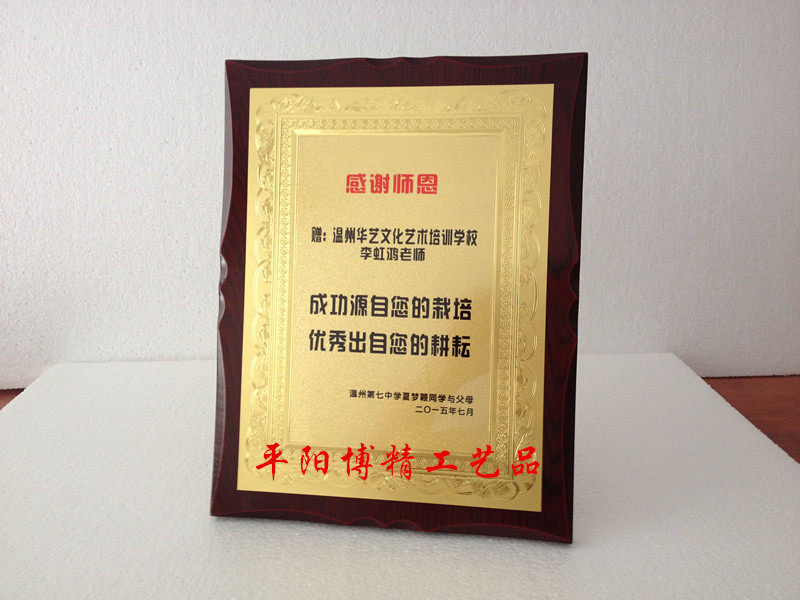 感谢师恩
赠：温州华艺文化艺术培训学校
李虹鸿老师
成功源自您的栽培
优秀出自您的耕耘
温州第七中学夏梦颖同学与父母
二〇一五年七月
平阳博精工艺品